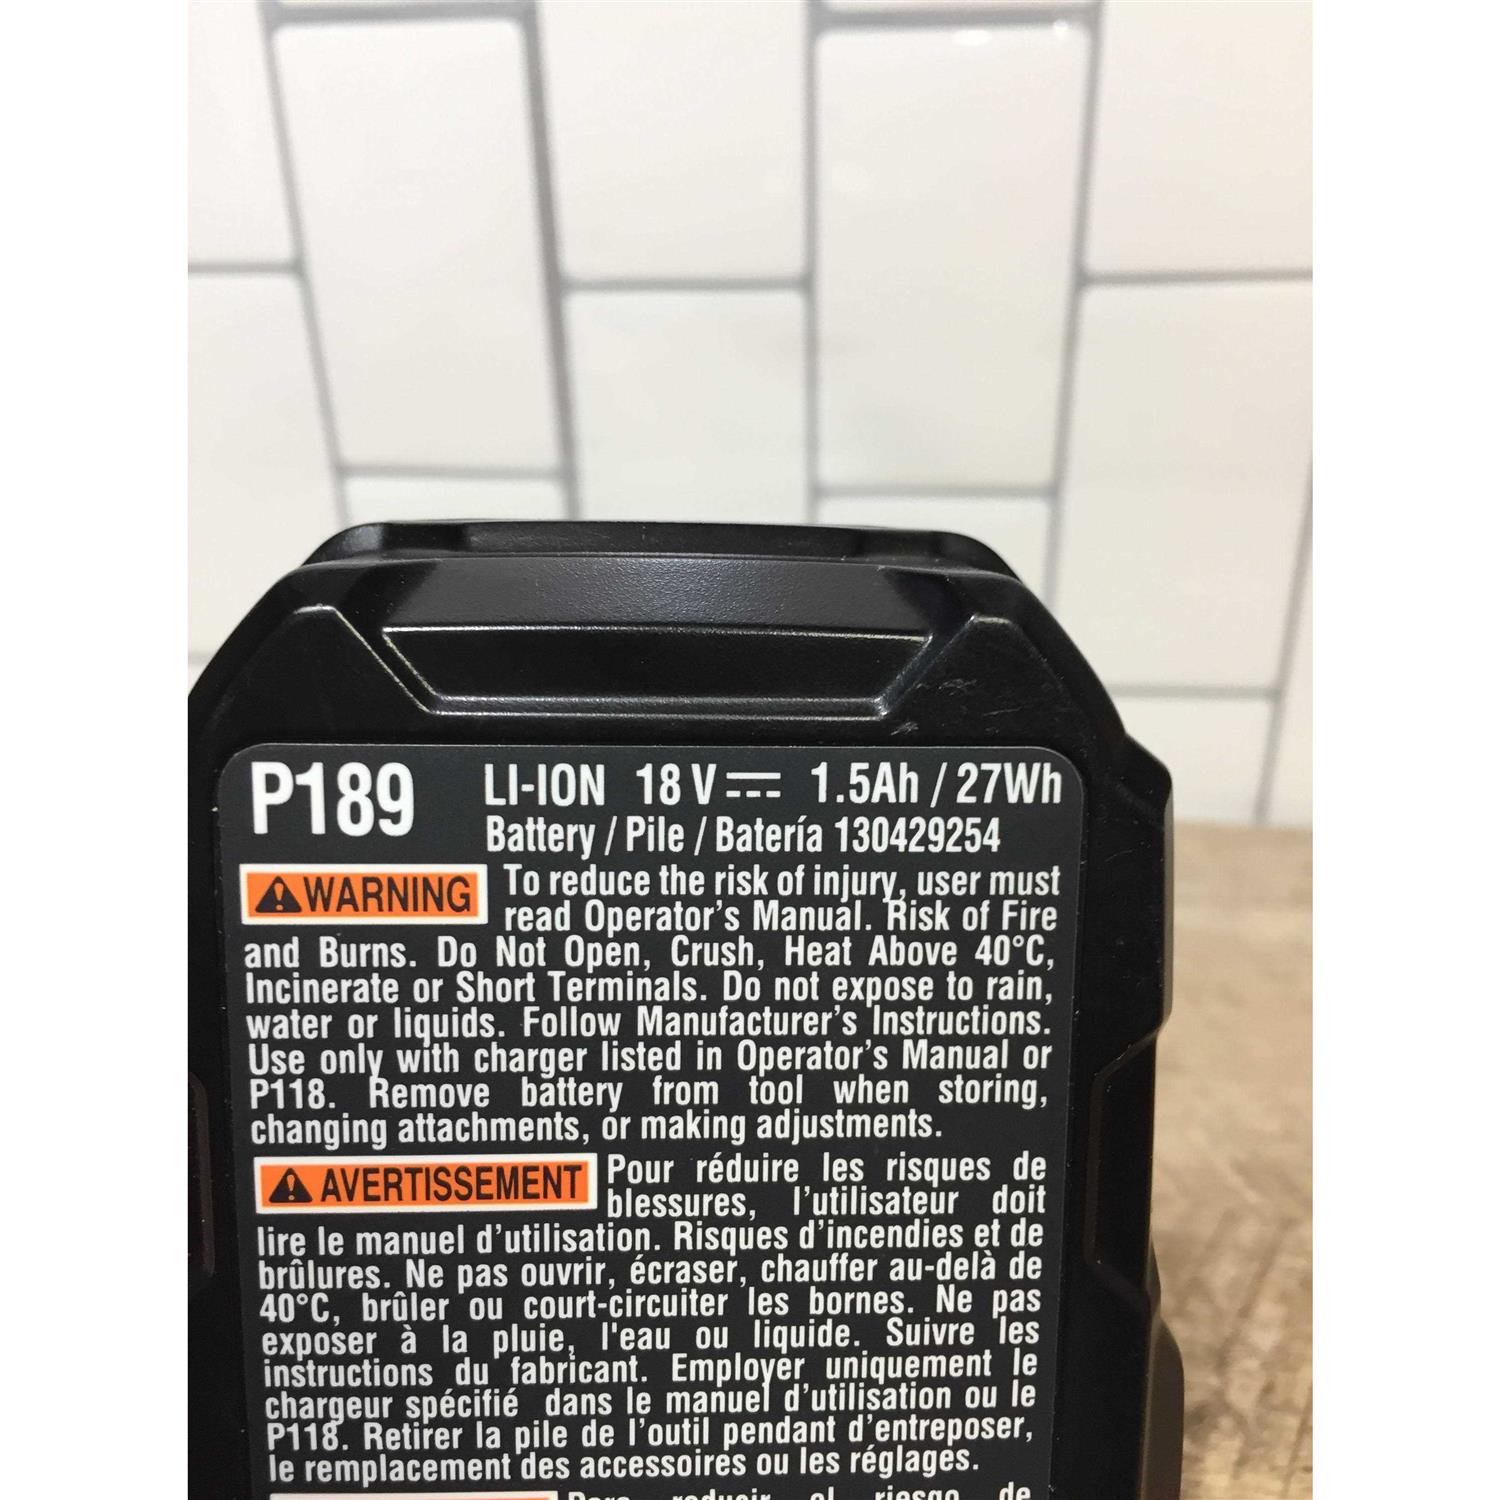 P189 LI-ION 18 V 1.5Ah / 27Wh
Battery / Pile / Batería 130429254
WARNING To reduce the risk of injury, user must
read Operator's Manual. Risk of Fire
and Burns. Do Not Open, Crush, Heat Above 40°C,
Incinerate or Short Terminals. Do not expose to rain,
water or liquids. Follow Manufacturer's Instructions.
Use only with charger listed in Operator's Manual or
P118. Remove battery from tool when storing,
changing attachments, or making adjustments.
AVERTISSEMENT Pour réduire les risques de
blessures, l'utilisateur doit
lire le manuel d'utilisation. Risques d'incendies et de
brûlures. Ne pas ouvrir, écraser, chauffer au-delà de
40°C, brûler ou court-circuiter les bornes. Ne pas
exposer à la pluie, l'eau ou liquide. Suivre les
instructions du fabricant. Employer uniquement le
chargeur spécifié dans le manuel d'utilisation ou le
P118. Retirer la pile de l'outil pendant d'entreposer,
le remplacement des accessoires ou les réglages.
Para reducir el riesgo de